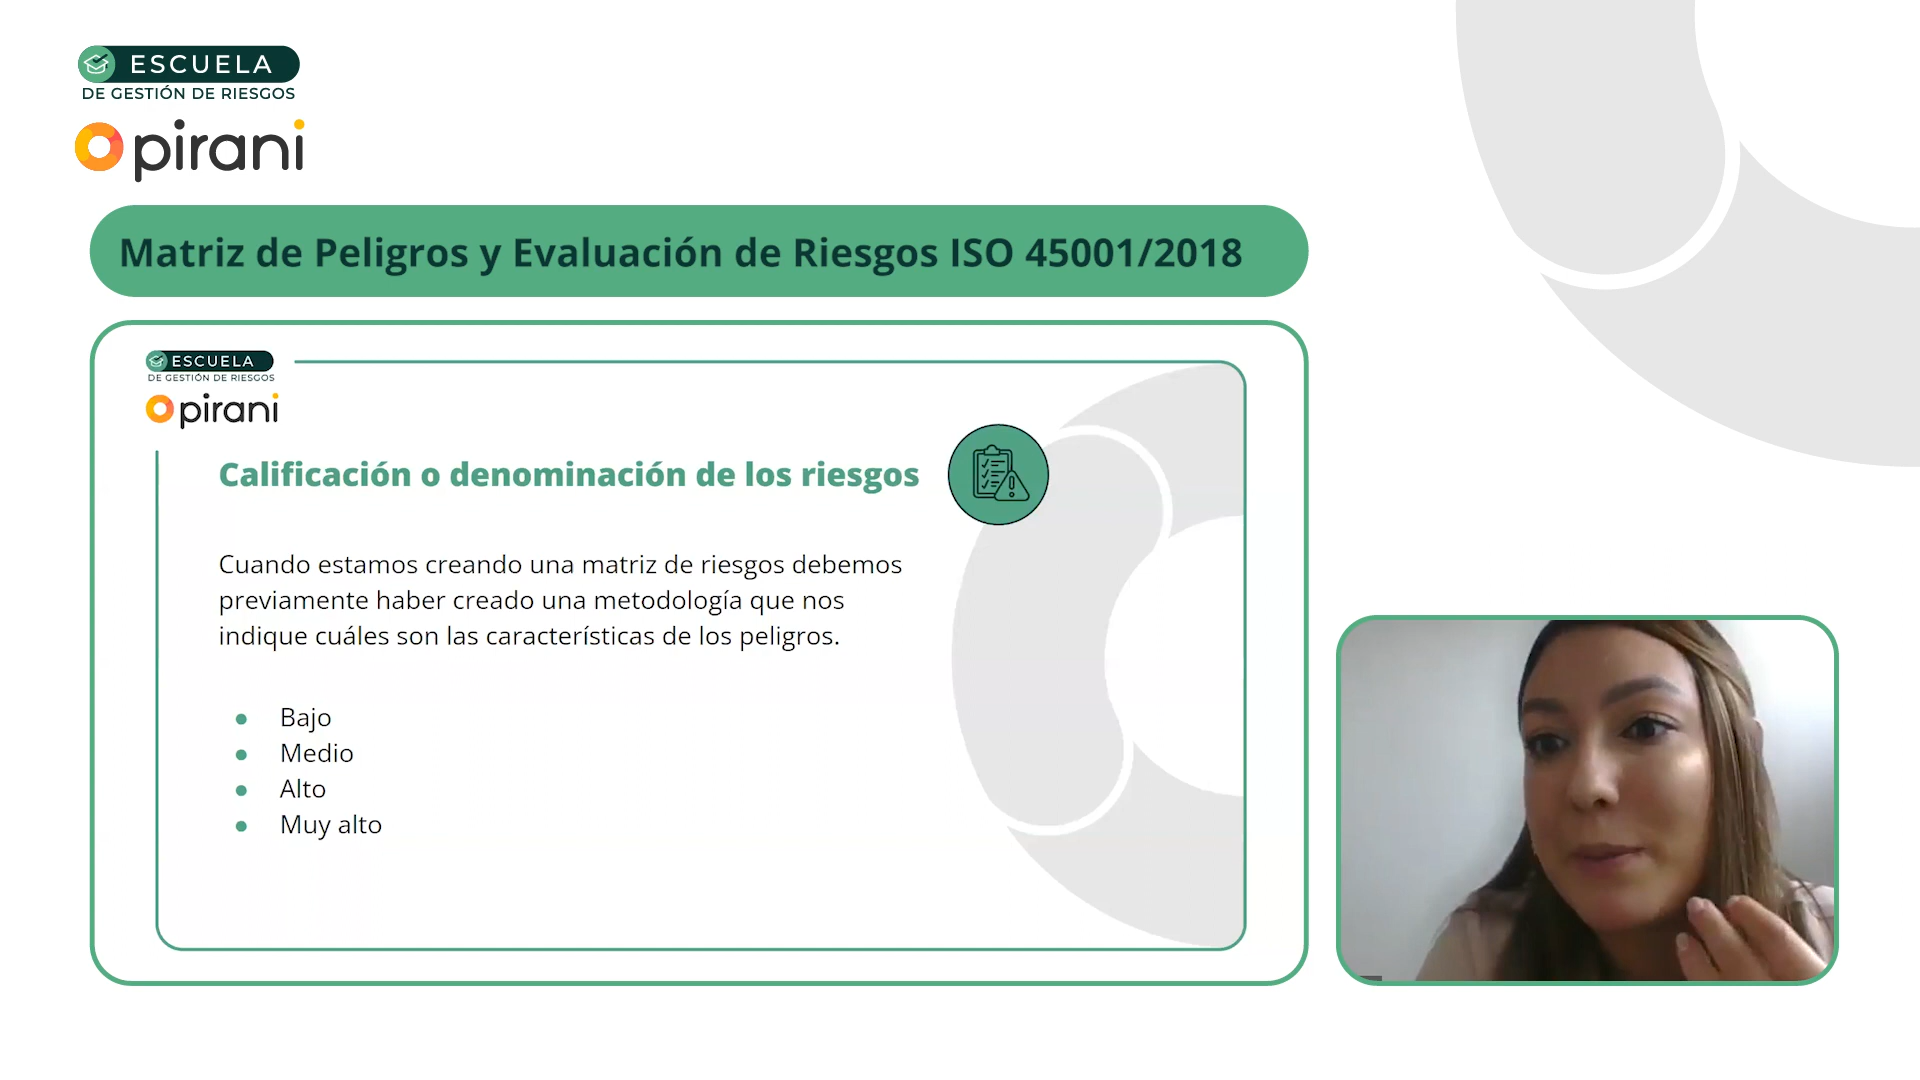 ESCUELA
DE GESTIÓN DE RIESGOS
pirani
Matriz de Peligros y Evaluación de Riesgos ISO 45001/2018
ESCUELA
DE GESTIÓN DE RIESGOS
pirani
Calificación o denominación de los riesgos
Cuando estamos creando una matriz de riesgos debemos
previamente haber creado una metodología que nos
indique cuáles son las características de los peligros.
● Bajo
● Medio
● Alto
● Muy alto